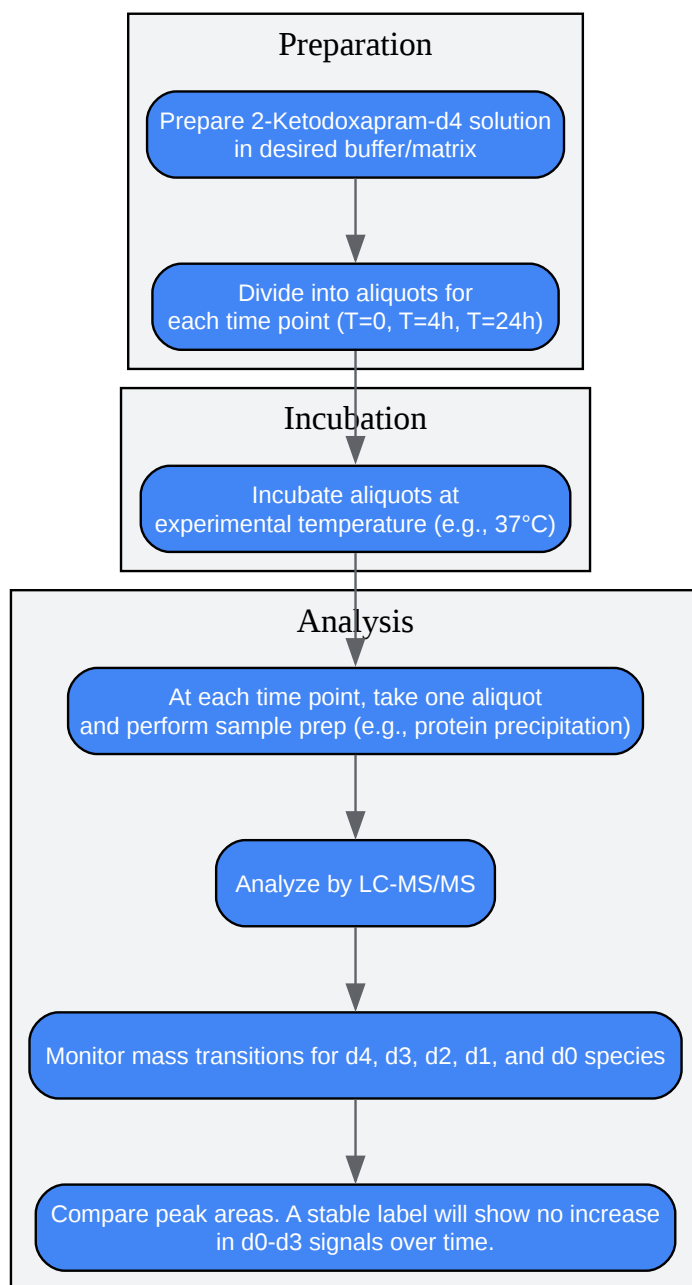 Preparation
Prepare 2-Ketodoxapram-d4 solution
in desired buffer/matrix
Divide into aliquots for
each time point (T=0, T=4h, T=24h)
Incubation
Incubate aliquots at
experimental temperature (e.g., 37°C)
Analysis
At each time point, take one aliquot
and perform sample prep (e.g., protein precipitation)
Analyze by LC-MS/MS
Monitor mass transitions for d4, d3, d2, d1, and d0 species
Compare peak areas. A stable label will show no increase
in d0-d3 signals over time.